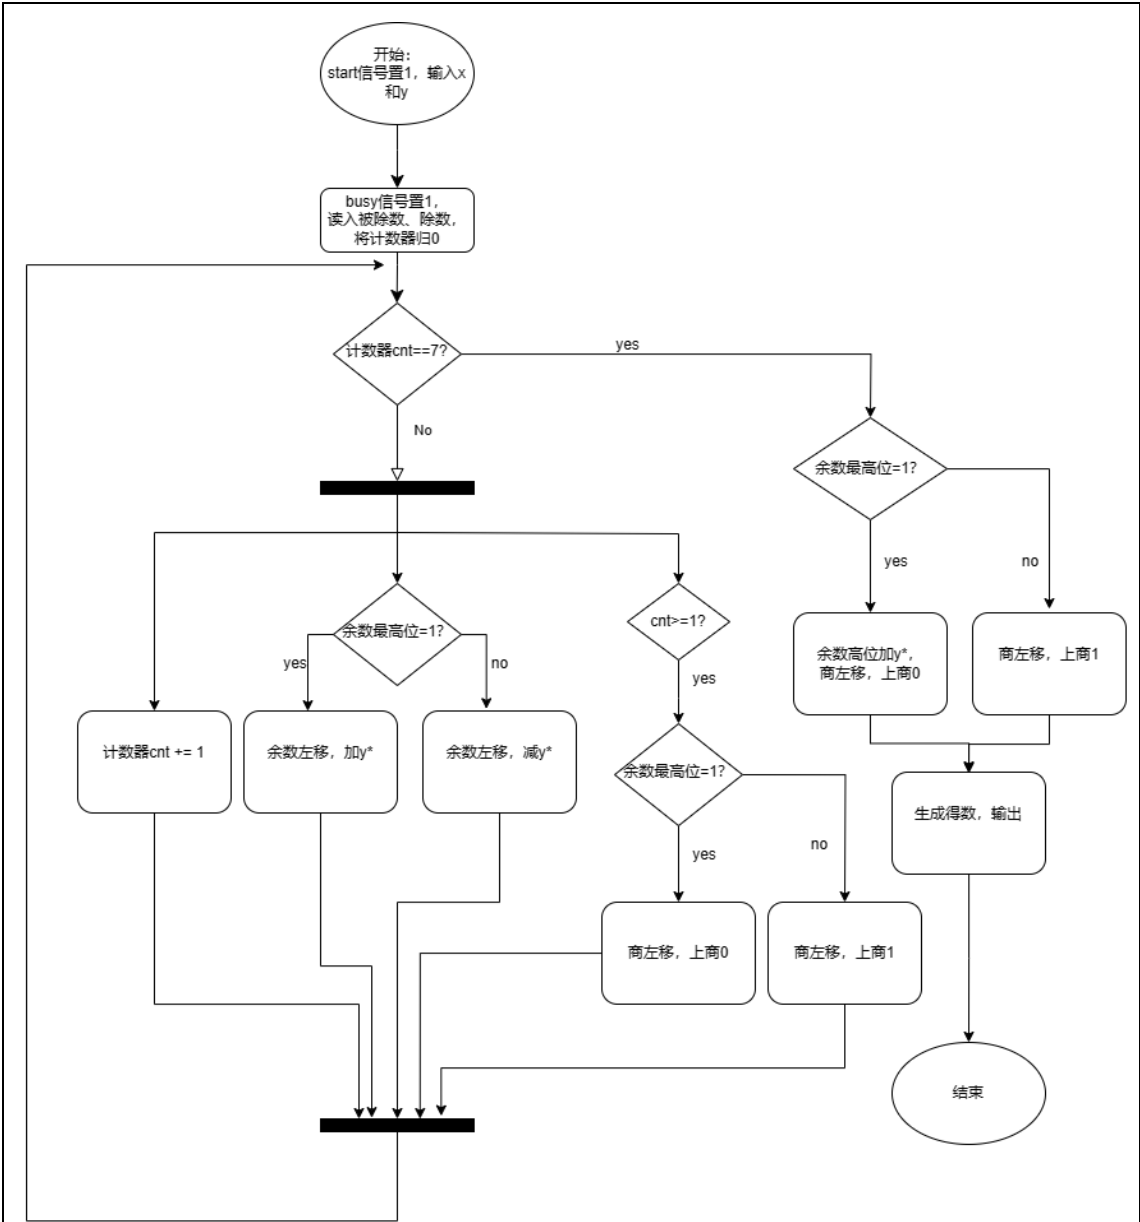 开始：
start信号置1，输入x
和y
busy信号置1，
读入被除数、除数，
将计数器归0
计数器cnt==7?
yes
No
余数最高位=1?
yes
no
余数最高位=1?
yes
no
cnt>=1?
yes
余数高位加y*，
商左移，上商0
商左移，上商1
计数器cnt += 1
余数左移，加y*
余数左移，减y*
余数最高位=1?
yes
no
生成得数，输出
商左移，上商0
商左移，上商1
结束